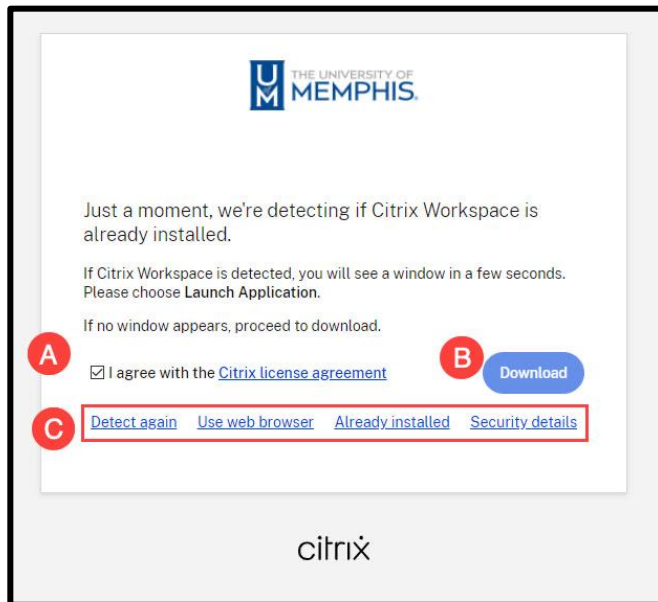 UM
THE UNIVERSITY OF
MEMPHIS.
Just a moment, we're detecting if Citrix Workspace is
already installed.
If Citrix Workspace is detected, you will see a window in a few seconds.
Please choose Launch Application.
If no window appears, proceed to download.
A
I agree with the Citrix license agreement
B
Download
C
Detect again Use web browser Already installed Security details
citrix